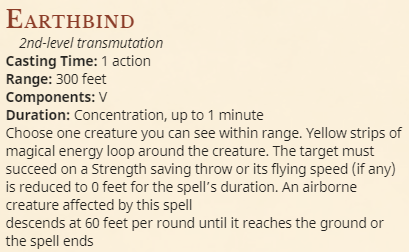 EARTHBIND
2nd-level transmutation
Casting Time: 1 action
Range: 300 feet
Components: V
Duration: Concentration, up to 1 minute
Choose one creature you can see within range. Yellow strips of
magical energy loop around the creature. The target must
succeed on a Strength saving throw or its flying speed (if any)
is reduced to 0 feet for the spell's duration. An airborne
creature affected by this spell
descends at 60 feet per round until it reaches the ground or
the spell ends